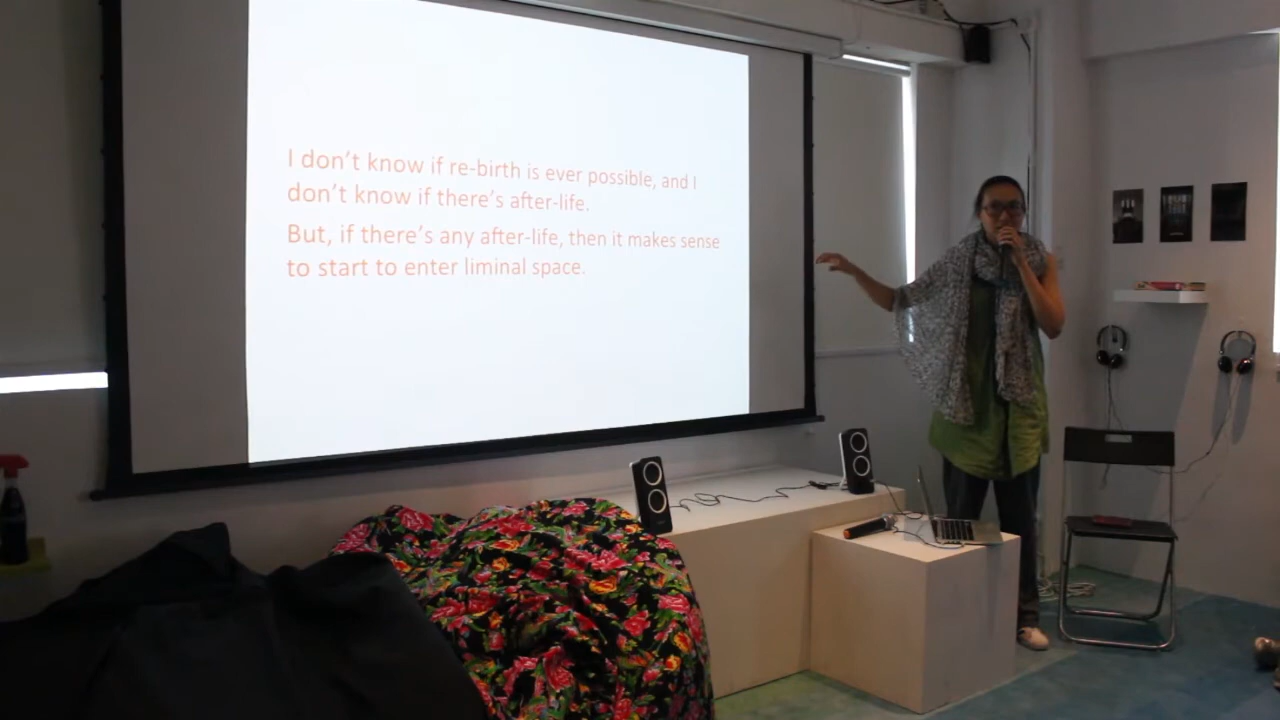 I don't know if re-birth is ever possible, and I
don't know if there's after-life.
But, if there's any after-life, then it makes sense
to start to enter liminal space.